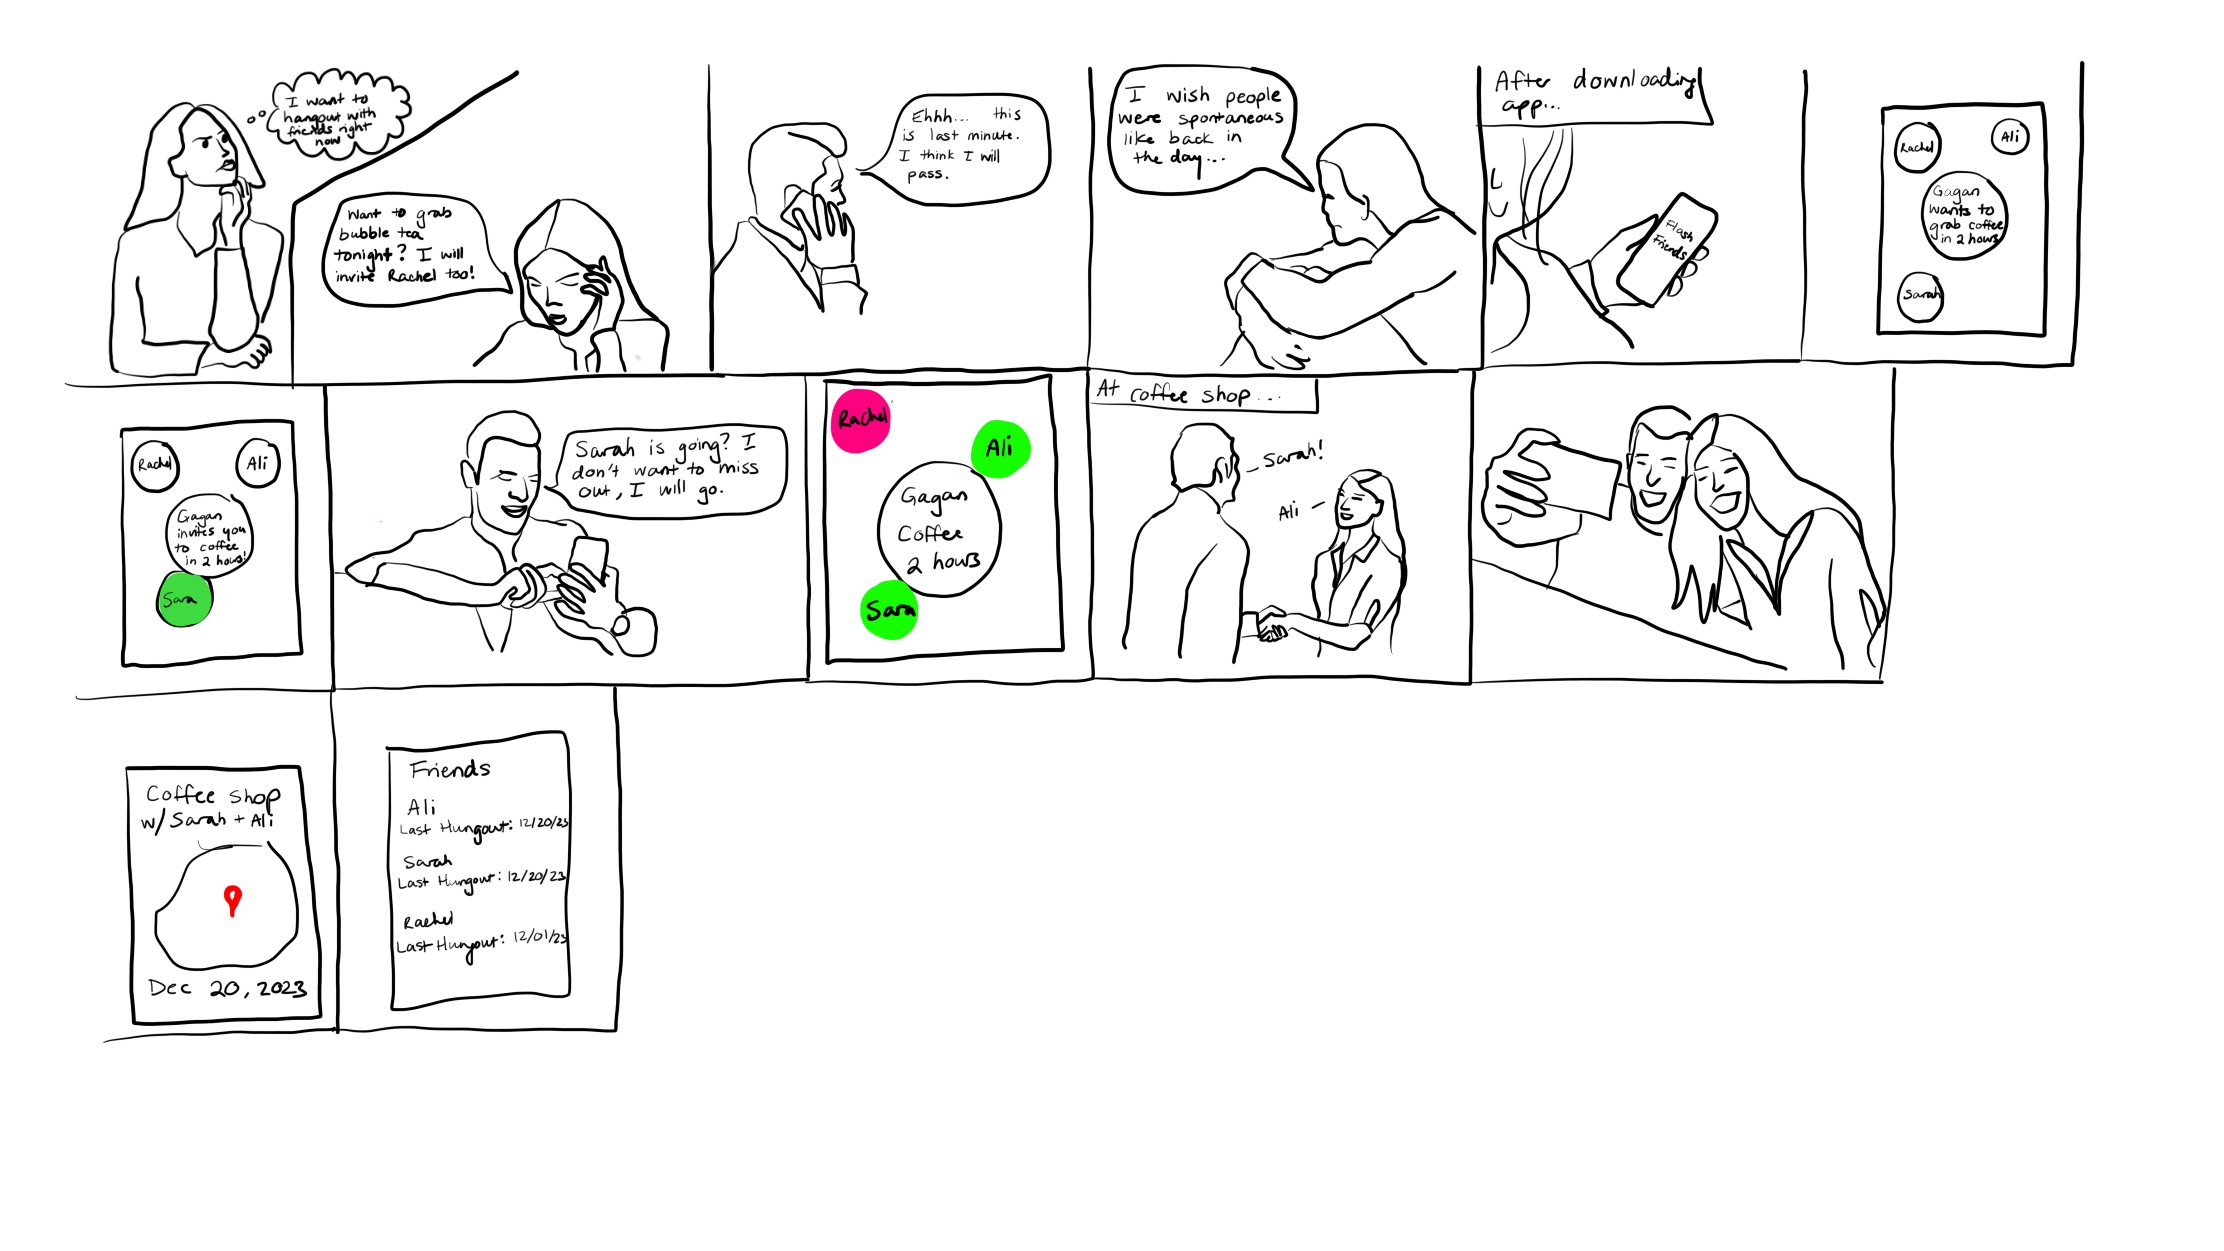 I want to
hangout with
friends right
now
Want to grab
bubble tea
tonight? I will
invite Rachel too!
Ehhh... this
is last minute.
I think I will
pass.
I wish people
were spontaneous
like back in
the day...
After downloading
app...
Flash
Friends
Rachel
Ali
Gagan
wants to
grab coffee
in 2 hours
Sarah
Rachel
Ali
Gagan
invites you
to coffee
in 2 hours!
Sara
Sarah is going? I
don't want to miss
out, I will go.
Rachel
Ali
Gagan
Coffee
2 hours
Sara
At coffee shop...
Sarah!
Ali
Coffee shop
w/ Sarah + Ali
Dec 20, 2023
Friends
Ali
Last Hungout: 12/20/23
Sarah
Last Hungout: 12/20/23
Rachel
Last Hungout: 12/01/23